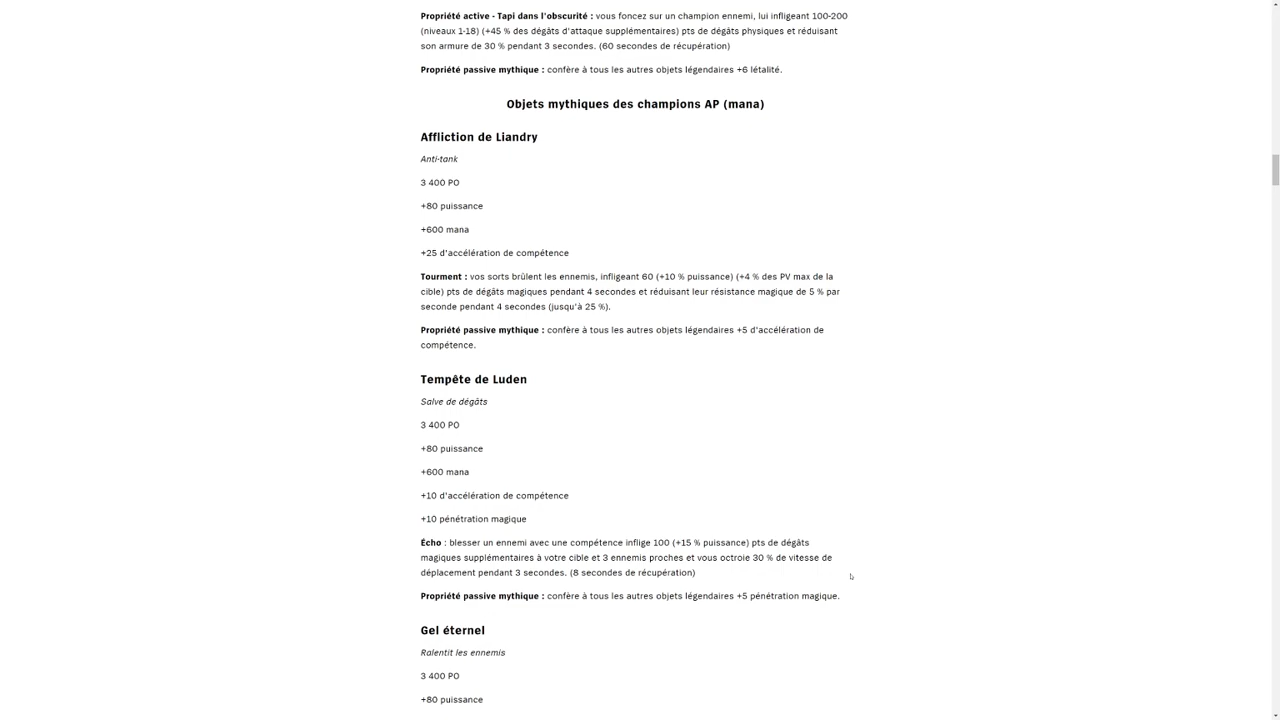 Propriété active - Tapi dans l'obscurité : vous foncez sur un champion ennemi, lui infligeant 100-200
(niveaux 1-18) (+45 % des dégâts d'attaque supplémentaires) pts de dégâts physiques et réduisant
son armure de 30 % pendant 3 secondes. (60 secondes de récupération)
Propriété passive mythique : confère à tous les autres objets légendaires +6 létalité.
Objets mythiques des champions AP (mana)
Affliction de Liandry
Anti-tank
3 400 PO
+80 puissance
+600 mana
+25 d'accélération de compétence
Tourment : vos sorts brûlent les ennemis, infligeant 60 (+10 % puissance) (+4 % des PV max de la
cible) pts de dégâts magiques pendant 4 secondes et réduisant leur résistance magique de 5 % par
seconde pendant 4 secondes (jusqu'à 25 %).
Propriété passive mythique : confère à tous les autres objets légendaires +5 d'accélération de
compétence.
Tempête de Luden
Salve de dégâts
3 400 PO
+80 puissance
+600 mana
+10 d'accélération de compétence
+10 pénétration magique
Écho : blesser un ennemi avec une compétence inflige 100 (+15 % puissance) pts de dégâts
magiques supplémentaires à votre cible et 3 ennemis proches et vous octroie 30 % de vitesse de
déplacement pendant 3 secondes. (8 secondes de récupération)
Propriété passive mythique : confère à tous les autres objets légendaires +5 pénétration magique.
Gel éternel
Ralentit les ennemis
3 400 PO
+80 puissance